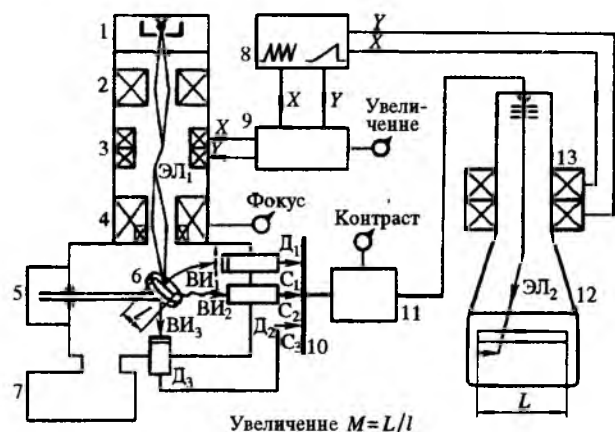 1
2
3
4
5
6
7
8
9
X
Y
X
Y
Y
X
Увели-
чение
ЭЛ₁
Фокус
Контраст
ВИ₁
ВИ₂
ВИ₃
Д₁
С₁
С₂
Д₂
С₃
Д₃
10
11
13
ЭЛ₂
12
L
Увеличение M=L/l